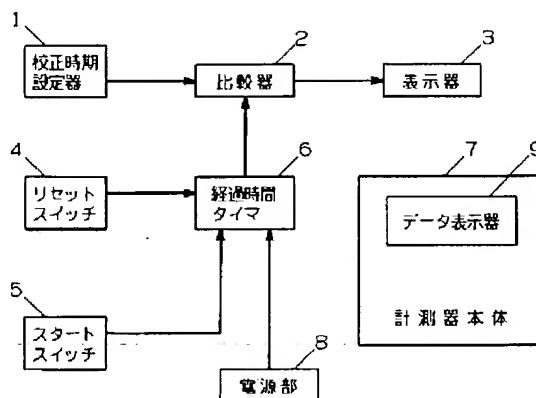 1
校正時期
設定器
2
比較器
3
表示器
4
リセット
スイッチ
6
経過時間
タイマ
7
9
データ表示器
計測器本体
5
スタート
スイッチ
8
電源部